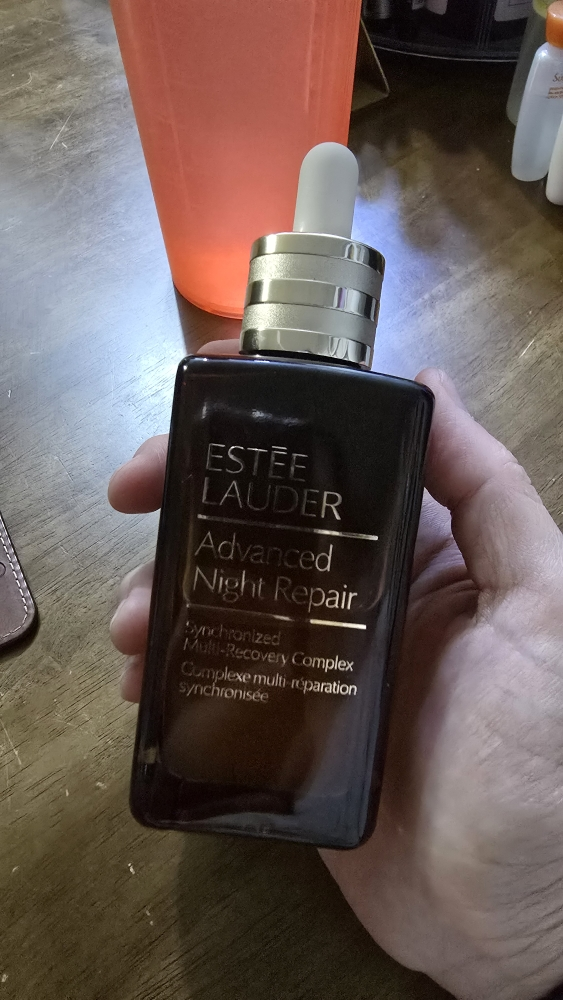 ESTĒE
LAUDER
Advanced
Night Repair
Synchronized
Multi-Recovery Complex
Complexe multi-réparation
synchronisée